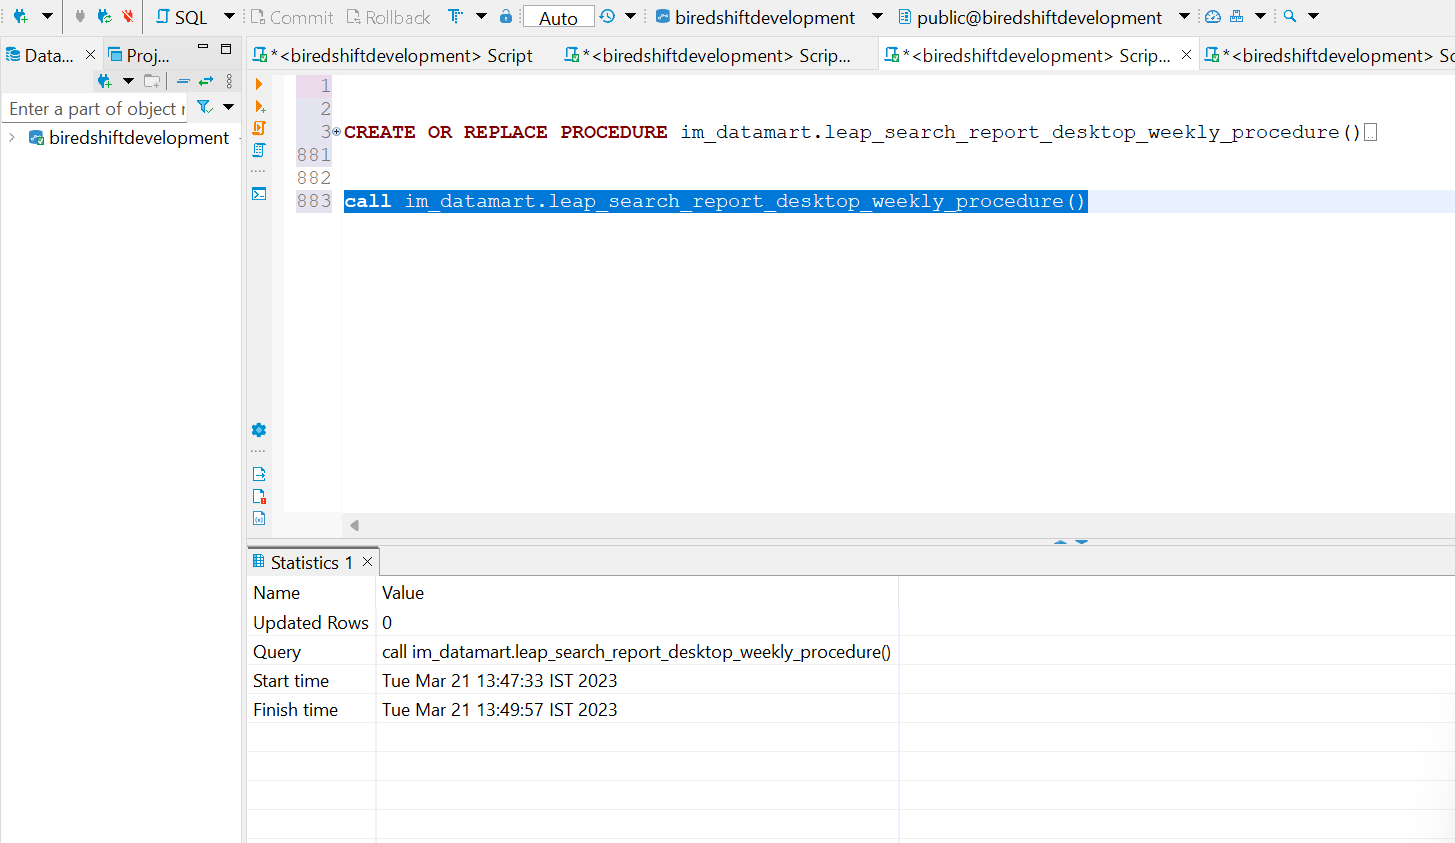 SQL Commit Rollback Auto biredshiftdevelopment public@biredshiftdevelopment
Data... Proj... *<biredshiftdevelopment> Script *<biredshiftdevelopment> Scrip... *<biredshiftdevelopment> Scrip... *<biredshiftdevelopment> Sc
Enter a part of object r
biredshiftdevelopment
1
2
3 CREATE OR REPLACE PROCEDURE im_datamart.leap_search_report_desktop_weekly_procedure()
881
882
883 call im_datamart.leap_search_report_desktop_weekly_procedure()
Statistics 1
Name Value
Updated Rows 0
Query call im_datamart.leap_search_report_desktop_weekly_procedure()
Start time Tue Mar 21 13:47:33 IST 2023
Finish time Tue Mar 21 13:49:57 IST 2023